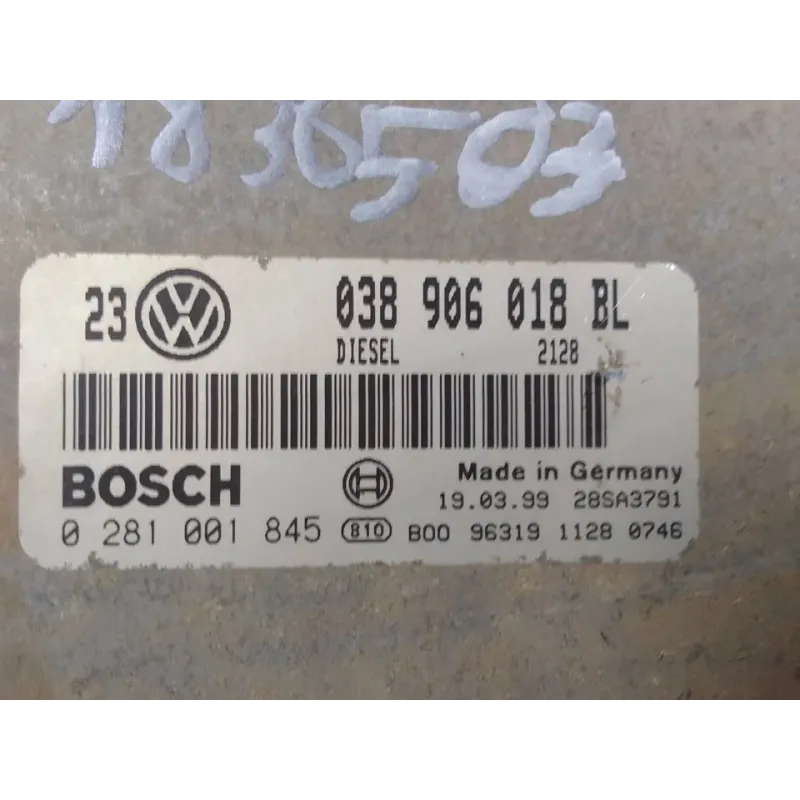 1836503
23 VW 038 906 018 BL
DIESEL 2128
BOSCH Made in Germany
19.03.99 28SA3791
0 281 001 845 810 B00 96319 1128 0746